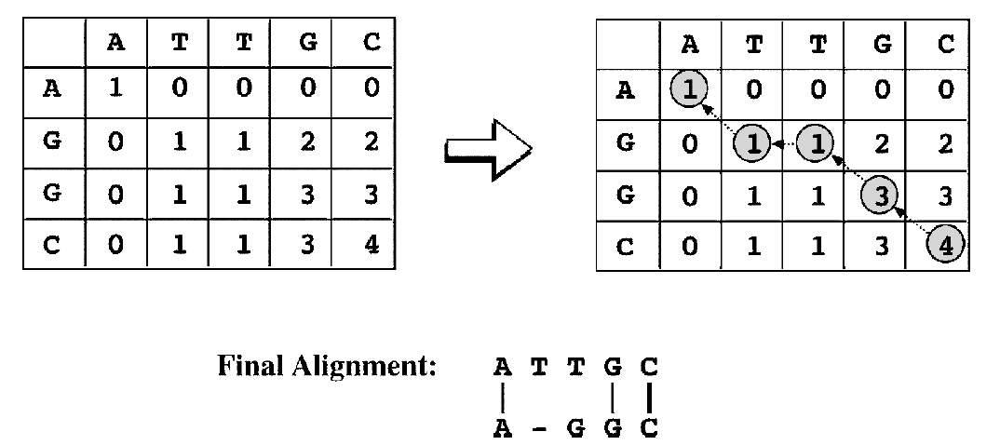 A T T G C
A 1 0 0 0 0
G 0 1 1 2 2
G 0 1 1 3 3
C 0 1 1 3 4
A T T G C
A 1 0 0 0 0
G 0 1 1 2 2
G 0 1 1 3 3
C 0 1 1 3 4
Final Alignment: A T T G C
| | |
A - G G C